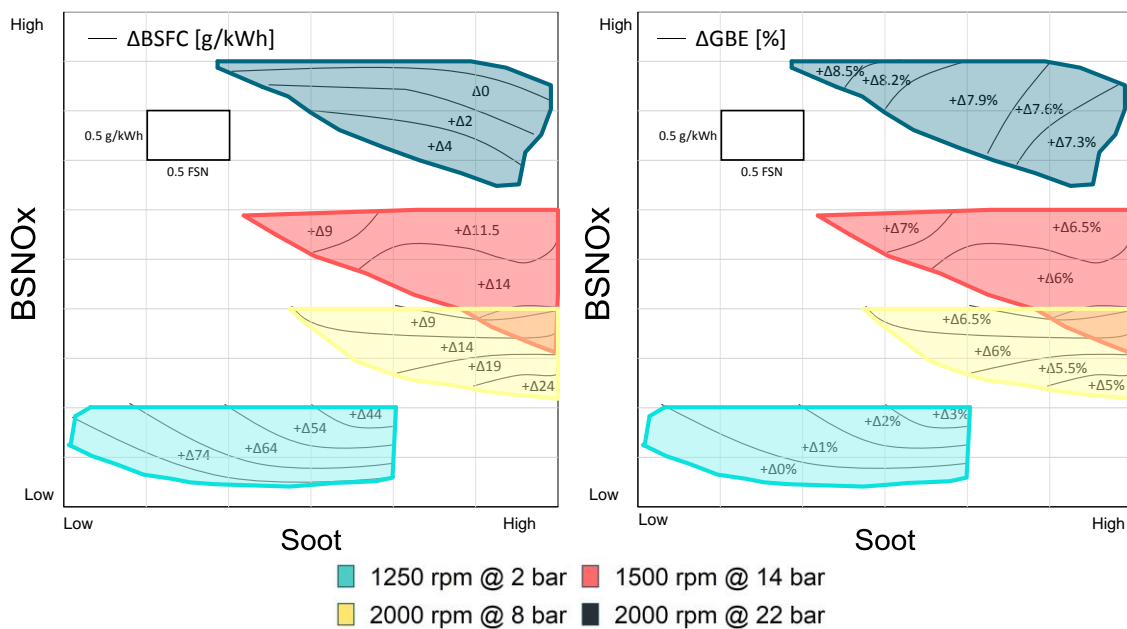 High
ΔBSFC [g/kWh]
Δ0
+Δ2
+Δ4
0.5 g/kWh
0.5 FSN
BSNOx
+Δ9
+Δ11.5
+Δ14
+Δ9
+Δ14
+Δ19
+Δ24
+Δ44
+Δ54
+Δ64
+Δ74
Low
Low
High
Soot
High
ΔGBE [%]
+Δ8.5%
+Δ8.2%
+Δ7.9%
+Δ7.6%
+Δ7.3%
0.5 g/kWh
0.5 FSN
BSNOx
+Δ7%
+Δ6.5%
+Δ6%
+Δ6.5%
+Δ6%
+Δ5.5%
+Δ5%
+Δ3%
+Δ2%
+Δ1%
+Δ0%
Low
Low
High
Soot
1250 rpm @ 2 bar
1500 rpm @ 14 bar
2000 rpm @ 8 bar
2000 rpm @ 22 bar